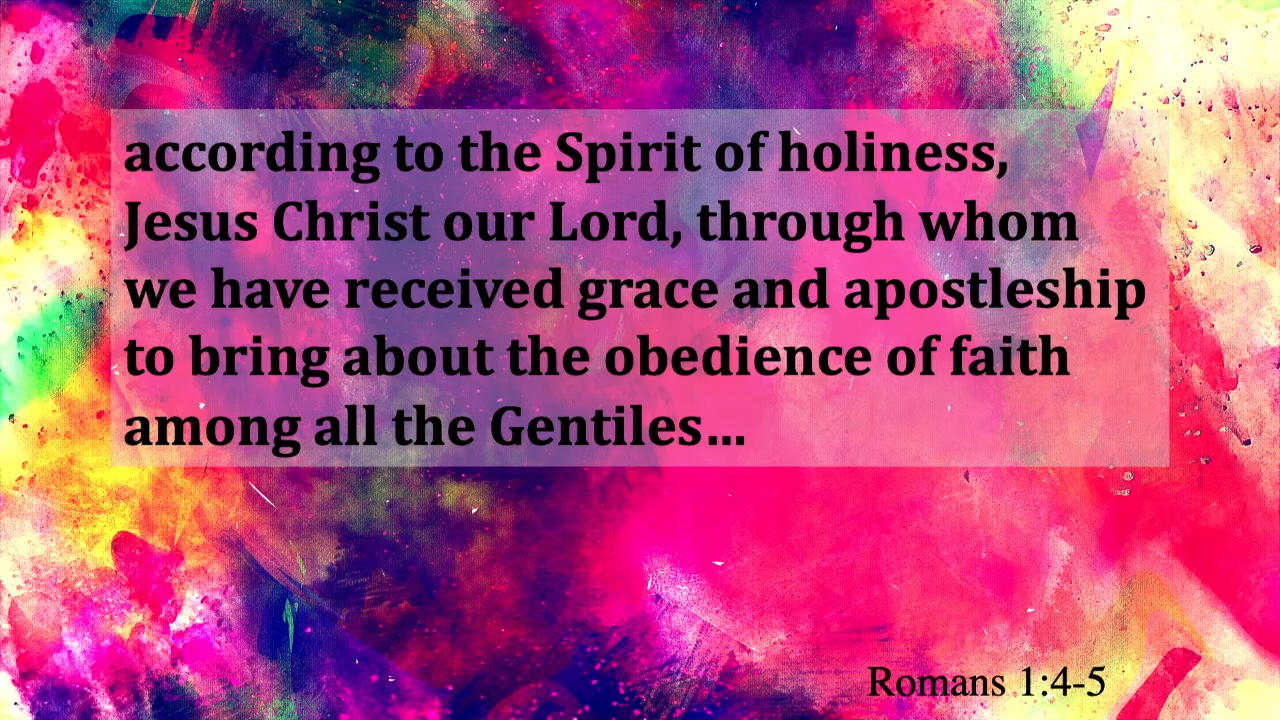 according to the Spirit of holiness,
Jesus Christ our Lord, through whom
we have received grace and apostleship
to bring about the obedience of faith
among all the Gentiles…
Romans 1:4-5